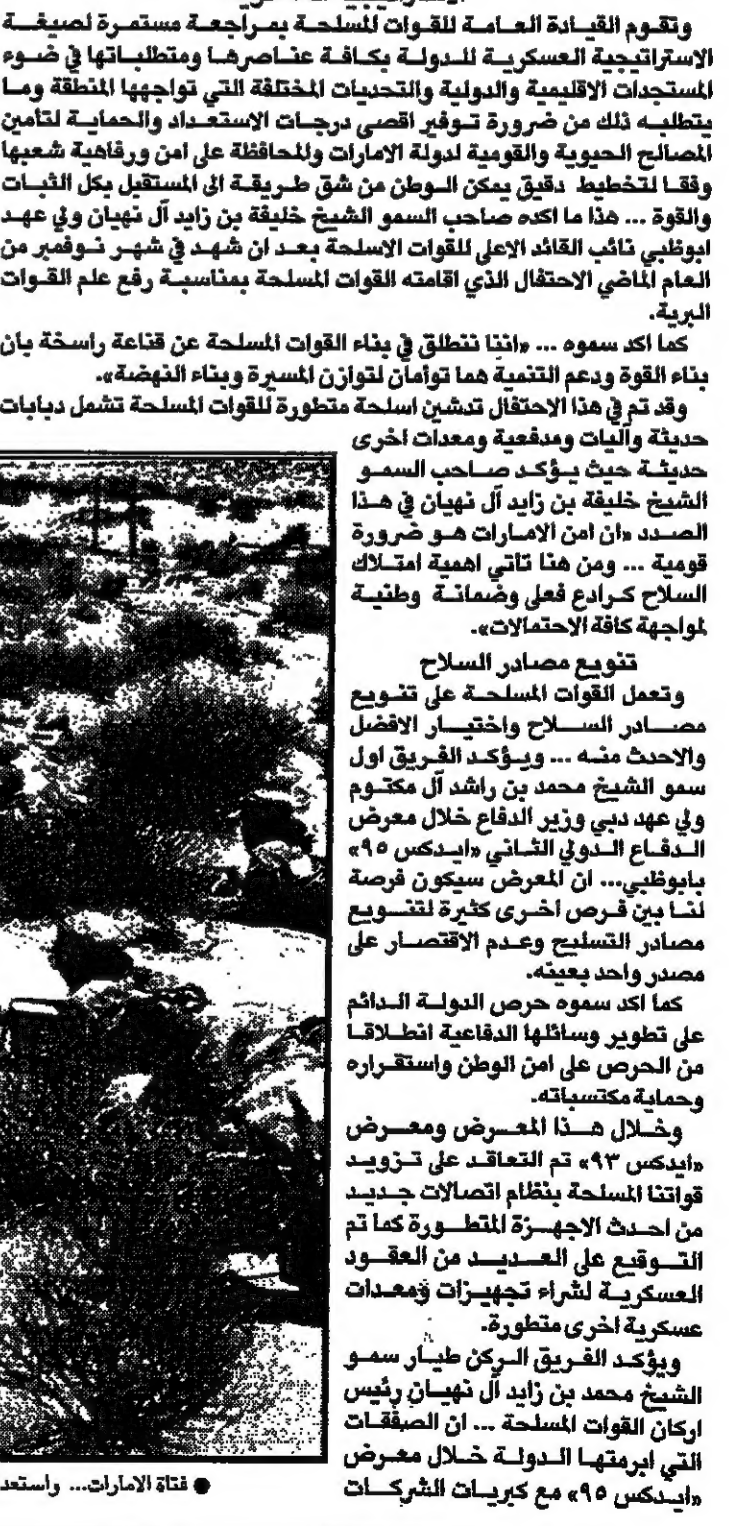 وتقوم القيادة العامة للقوات المسلحة بمراجعة مستمرة لصيغة
الاستراتيجية العسكرية للدولة بكافة عناصرها ومتطلباتها في ضوء
المستجدات الاقليمية والدولية والتحديات المختلفة التي تواجهها المنطقة وما
يتطلبه ذلك من ضرورة توفير اقصى درجات الاستعداد والحماية لتأمين
المصالح الحيوية والقومية لدولة الامارات وللمحافظة على امن ورفاهية شعبها
وفقا لتخطيط دقيق يمكن الوطن من شق طريقة الى المستقبل بكل الثبات
والقوة ... هذا ما اكده صاحب السمو الشيخ خليفة بن زايد آل نهيان ولي عهد
ابوظبي نائب القائد الاعلى للقوات الاسلحة بعد ان شهد في شهر نوفمبر من
العام الماضي الاحتفال الذي اقامته القوات المسلحة بمناسبة رفع علم القوات
البرية.
كما اكد سموه ... «اننا ننطلق في بناء القوات المسلحة عن قناعة راسخة بأن
بناء القوة ودعم التنمية هما توأمان لتوازن المسيرة وبناء النهضة».
وقد تم في هذا الاحتفال تدشين اسلحة متطورة للقوات المسلحة تشمل دبابات
حديثة وآليات ومدفعية ومعدات اخرى
حديثة حيث يؤكد صاحب السمو
الشيخ خليفة بن زايد آل نهيان في هذا
الصدد «ان امن الامارات هو ضرورة
قومية ... ومن هنا تاتي اهمية امتلاك
السلاح كرادع فعلي وضمانة وطنية
لمواجهة كافة الاحتمالات».
تنويع مصادر السلاح
وتعمل القوات المسلحة على تنويع
مصادر السلاح واختيار الافضل
والاحدث منه ... ويؤكد الفريق اول
سمو الشيخ محمد بن راشد آل مكتوم
ولي عهد دبي وزير الدفاع خلال معرض
الدفاع الدولي الثاني «ايدكس ٩٥»
بابوظبي... ان المعرض سيكون فرصة
لنا بين فرص أخرى كثيرة لتنويع
مصادر التسليح وعدم الاقتصار على
مصدر واحد بعينه.
كما اكد سموه حرص الدولة الدائم
على تطوير وسائلها الدفاعية انطلاقا
من الحرص على امن الوطن واستقراره
وحماية مكتسباته.
وخلال هذا المعرض ومعرض
«ايدكس ٩٣» تم التعاقد على تزويد
قواتنا المسلحة بنظام اتصالات جديد
من احدث الاجهزة المتطورة كما تم
التوقيع على العديد من العقود
العسكرية لشراء تجهيزات ومعدات
عسكرية اخرى متطورة.
ويؤكد الفريق الركن طيار سمو
الشيخ محمد بن زايد آل نهيان رئيس
اركان القوات المسلحة ... ان الصفقات
التي ابرمتها الدولة خلال معرض
«ايدكس ٩٥» مع كبريات الشركات
● فتاة الامارات... واستعد